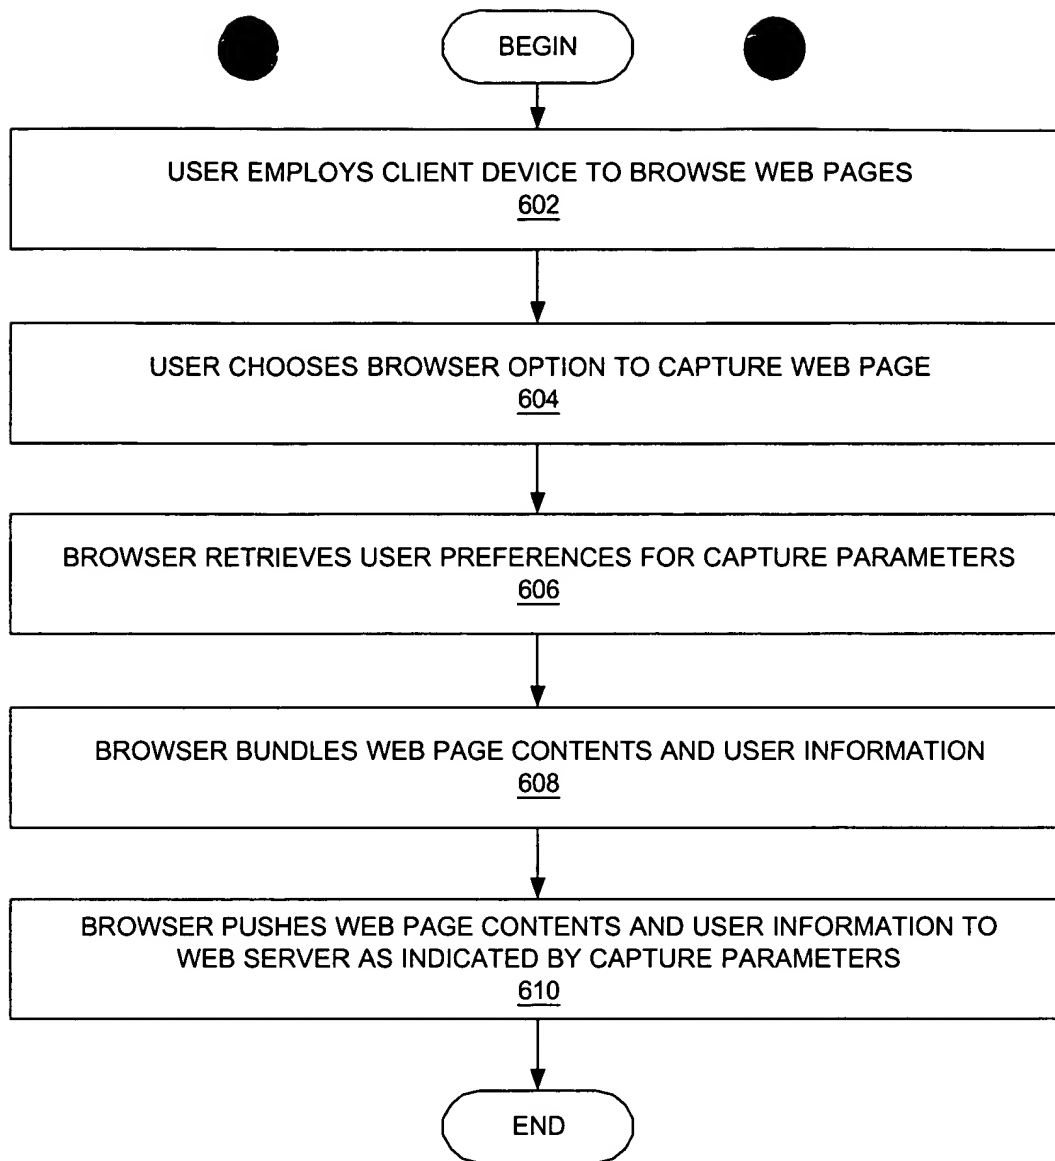 BEGIN
USER EMPLOYS CLIENT DEVICE TO BROWSE WEB PAGES
602
USER CHOOSES BROWSER OPTION TO CAPTURE WEB PAGE
604
BROWSER RETRIEVES USER PREFERENCES FOR CAPTURE PARAMETERS
606
BROWSER BUNDLES WEB PAGE CONTENTS AND USER INFORMATION
608
BROWSER PUSHES WEB PAGE CONTENTS AND USER INFORMATION TO
WEB SERVER AS INDICATED BY CAPTURE PARAMETERS
610
END